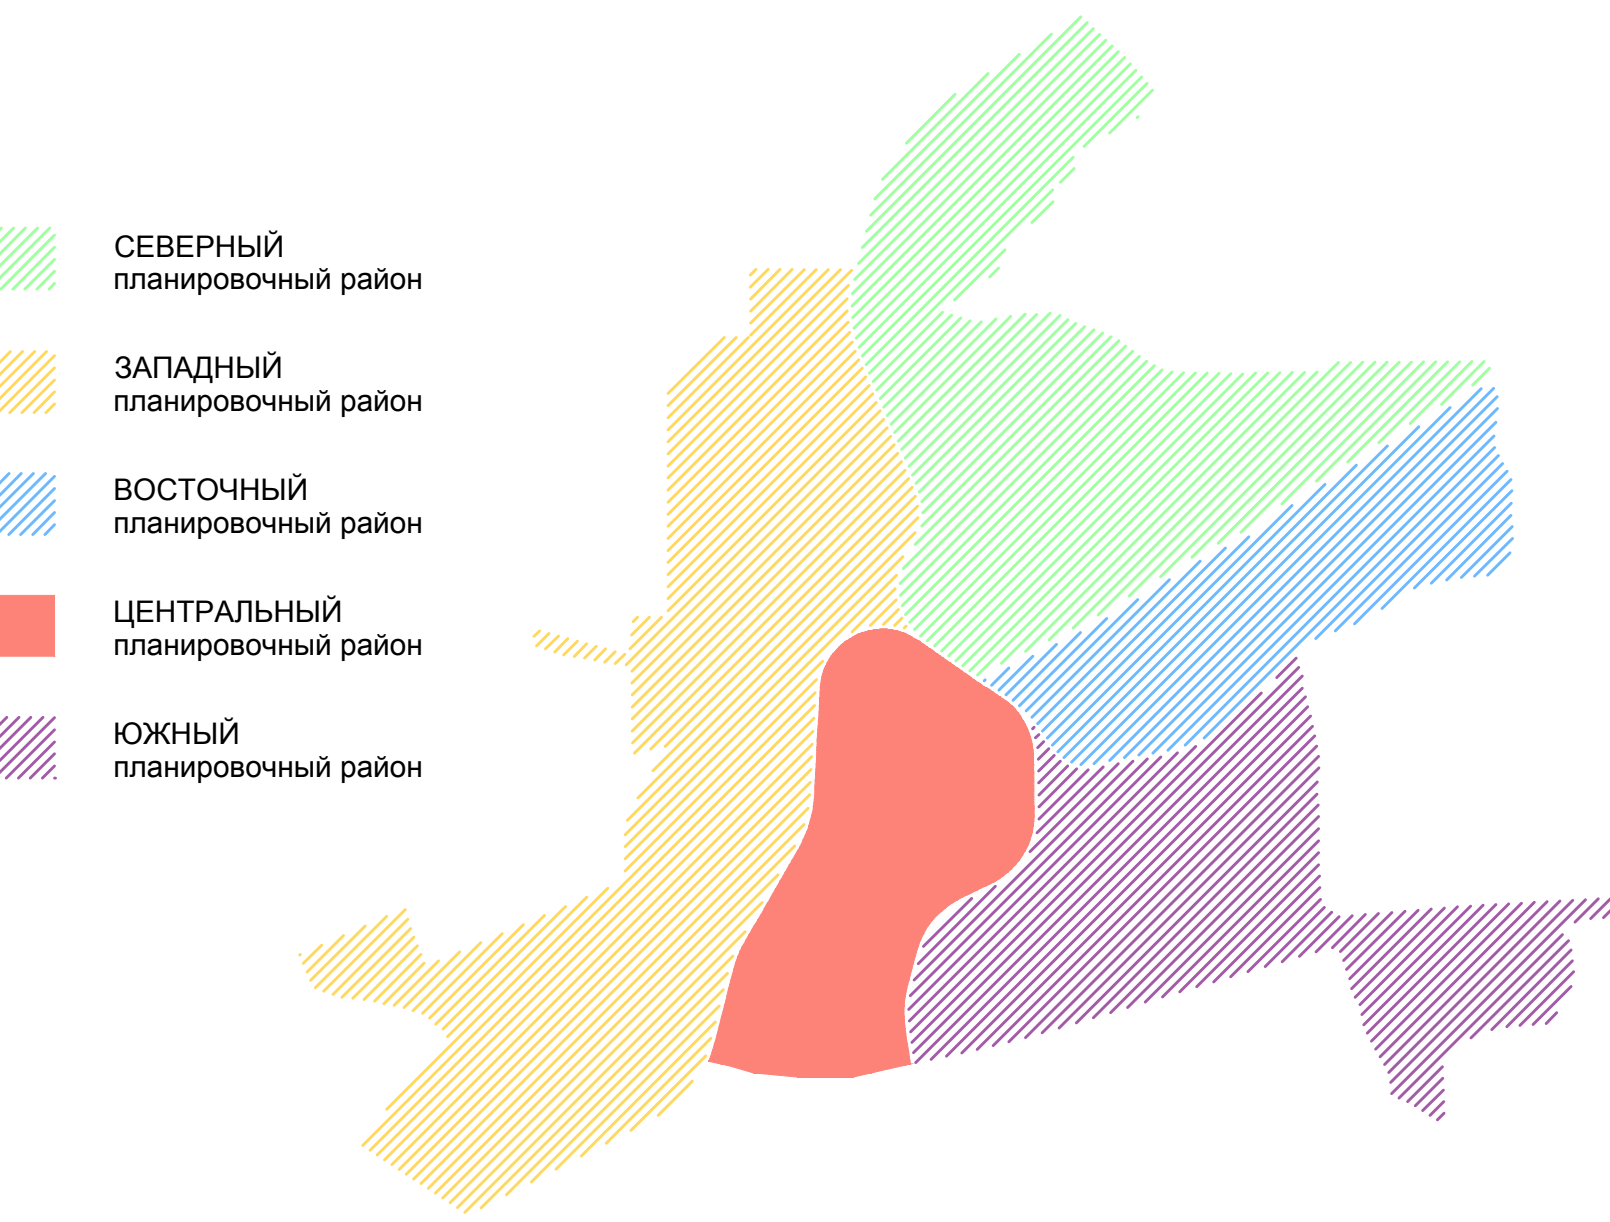 СЕВЕРНЫЙ
планировочный район
ЗАПАДНЫЙ
планировочный район
ВОСТОЧНЫЙ
планировочный район
ЦЕНТРАЛЬНЫЙ
планировочный район
ЮЖНЫЙ
планировочный район